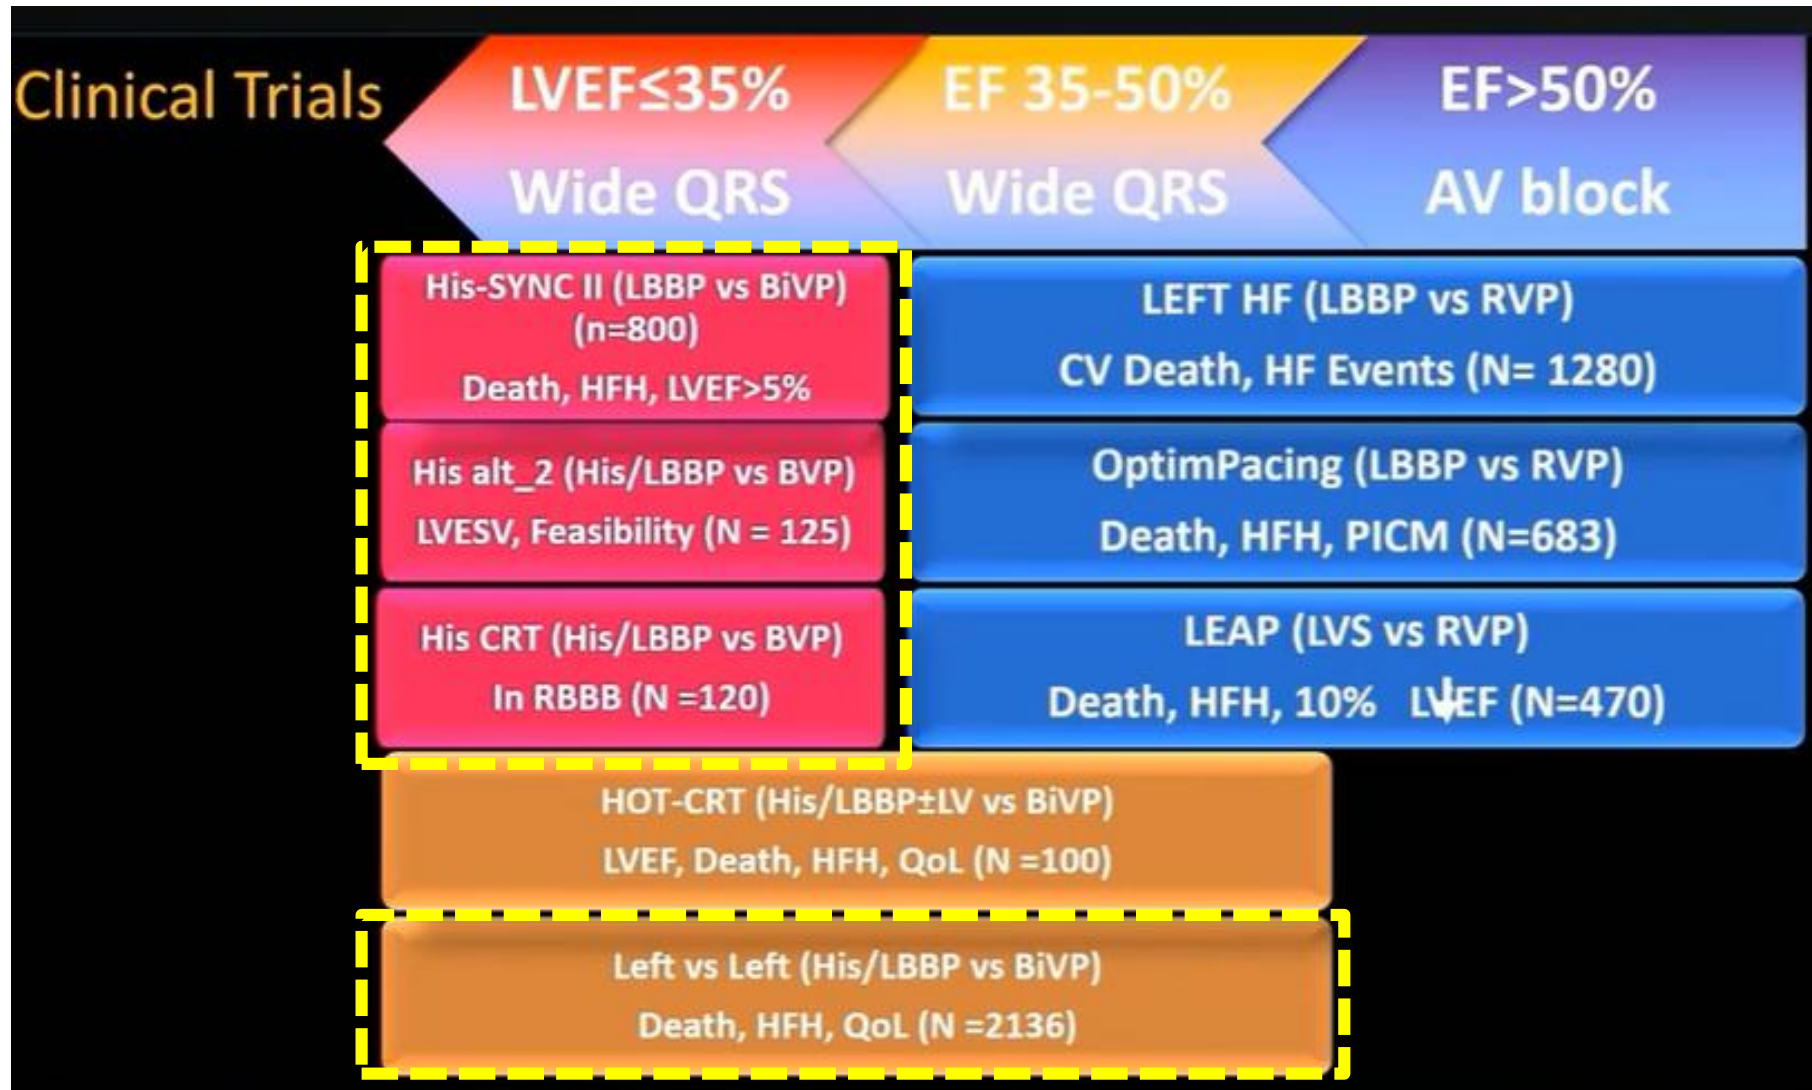 Clinical Trials
LVEF≤35%
Wide QRS
EF 35-50%
Wide QRS
EF>50%
AV block
His-SYNC II (LBBP vs BiVP)
(n=800)
Death, HFH, LVEF>5%
His alt_2 (His/LBBP vs BVP)
LVESV, Feasibility (N = 125)
His CRT (His/LBBP vs BVP)
In RBBB (N =120)
LEFT HF (LBBP vs RVP)
CV Death, HF Events (N= 1280)
OptimPacing (LBBP vs RVP)
Death, HFH, PICM (N=683)
LEAP (LVS vs RVP)
Death, HFH, 10% ↓ LVEF (N=470)
HOT-CRT (His/LBBP±LV vs BiVP)
LVEF, Death, HFH, QoL (N =100)
Left vs Left (His/LBBP vs BiVP)
Death, HFH, QoL (N =2136)